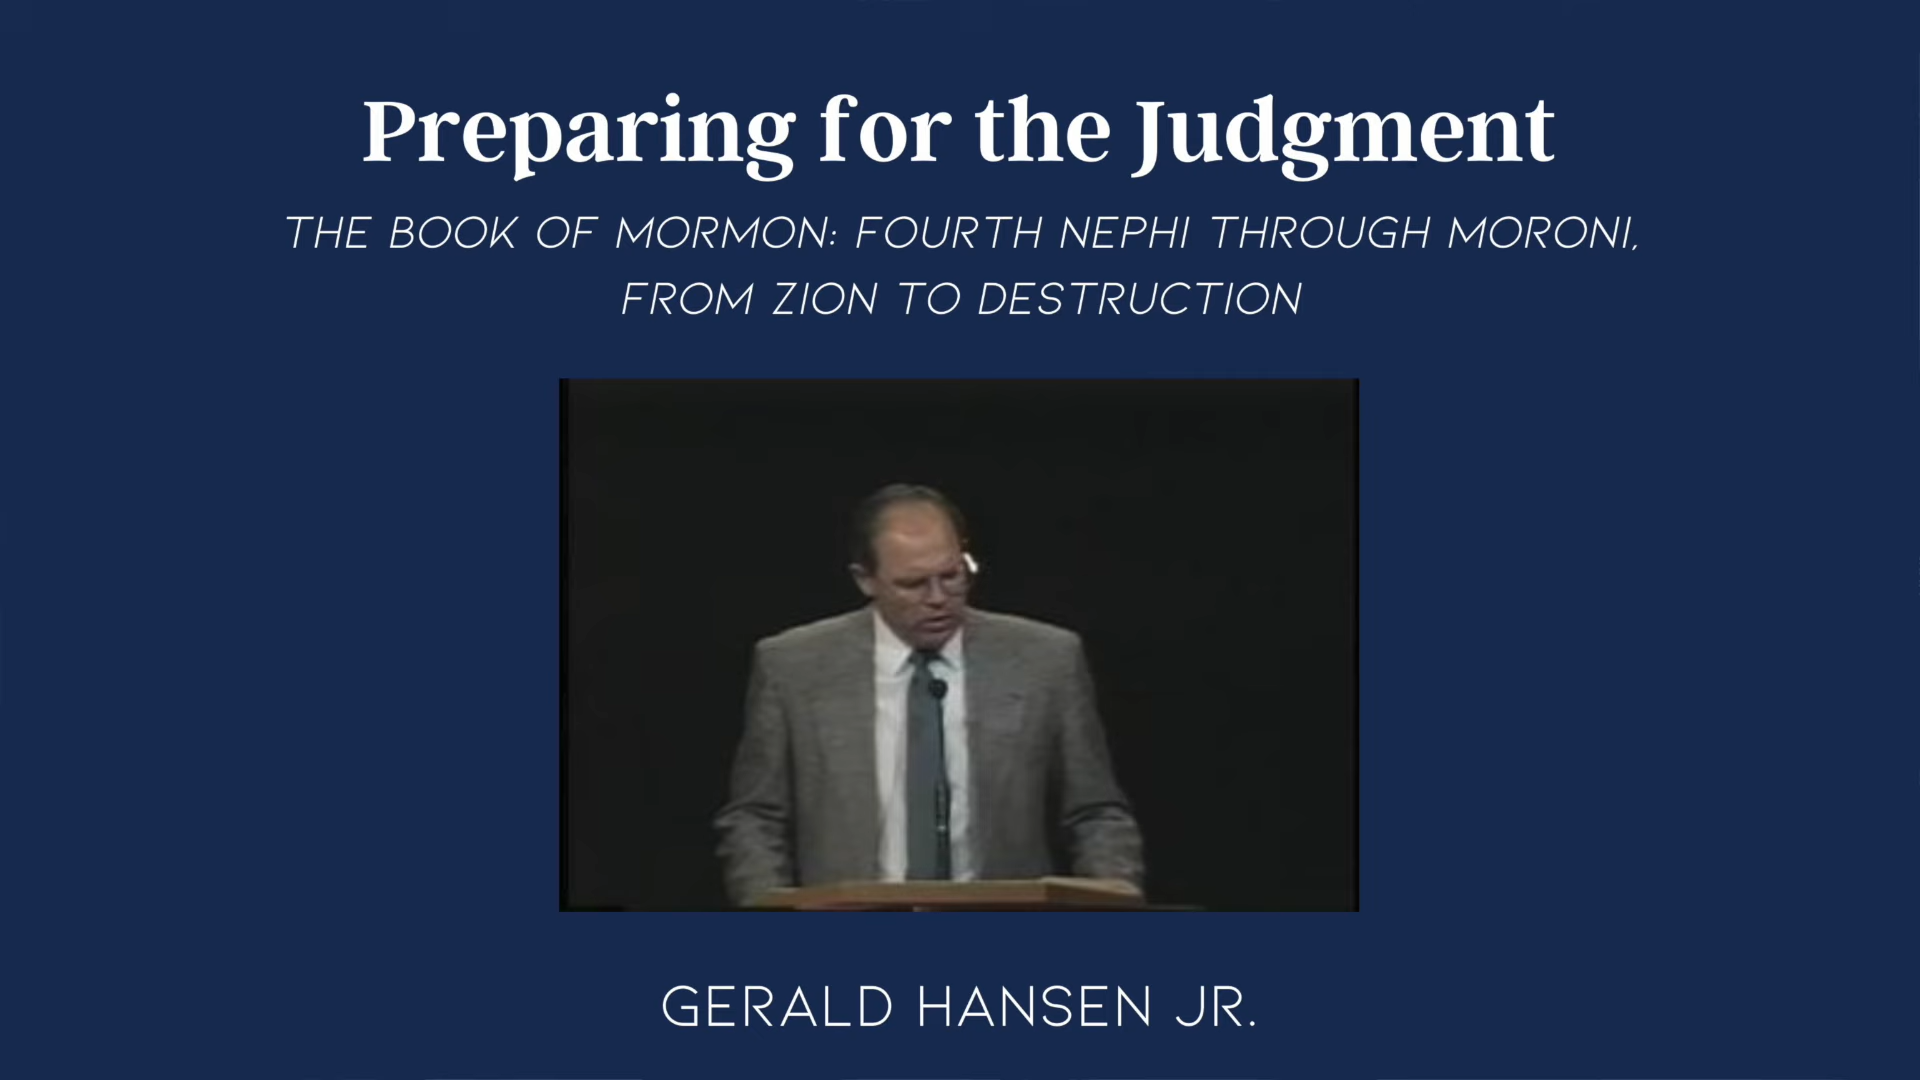 Preparing for the Judgment
THE BOOK OF MORMON: FOURTH NEPHI THROUGH MORONI,
FROM ZION TO DESTRUCTION
GERALD HANSEN JR.